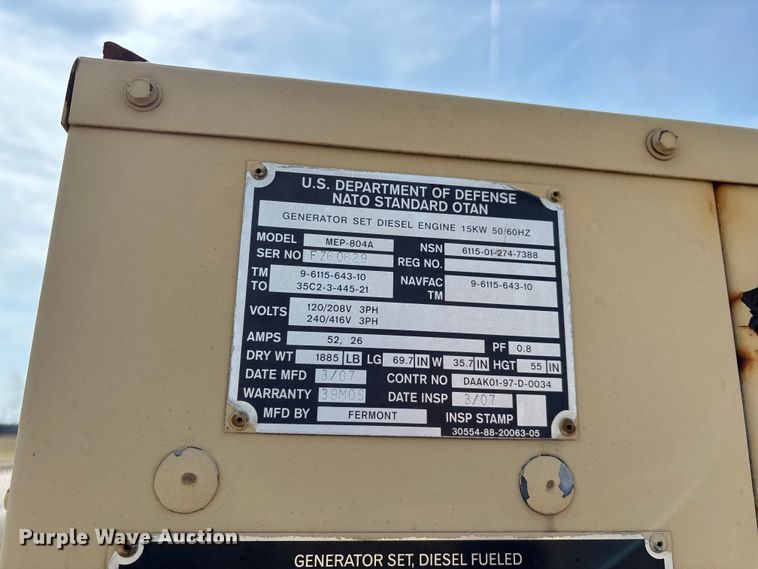 U.S. DEPARTMENT OF DEFENSE
NATO STANDARD OTAN
GENERATOR SET DIESEL ENGINE 15KW 50/60HZ
MODEL MEP-804A NSN 6115-01-274-7388
SER NO FZ60629 REG NO.
TM 9-6115-643-10 NAVFAC 9-6115-643-10
TO 35C2-3-445-21 TM
VOLTS 120/208V 3PH
240/416V 3PH
AMPS 52, 26 PF 0.8
DRY WT 1885 LB LG 69.7 IN W 35.7 IN HGT 55 IN
DATE MFD 3/07 CONTR NO DAAK01-97-D-0034
WARRANTY 39MOS DATE INSP 3/07
MFD BY FERMONT INSP STAMP
30554-88-20063-05
Purple Wave Auction
GENERATOR SET, DIESEL FUELED